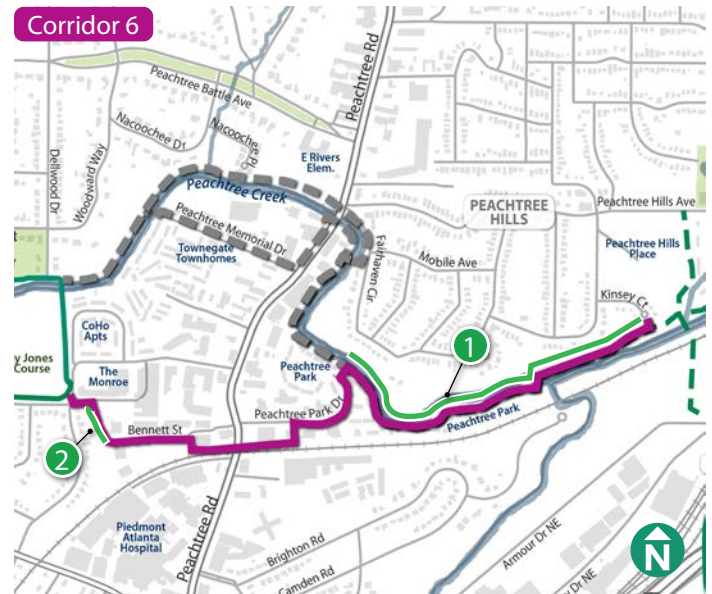 Corridor 6
Peachtree Rd
Peachtree Battle Ave
Nacoochee Dr
Nacoochee Pl
Dellwood Dr
Woodward Way
E Rivers
Elem.
Peachtree Creek
PEACHTREE
HILLS
Peachtree Hills Ave
Peachtree Memorial Dr
Townegate
Townhomes
Fairhaven Cir
Mobile Ave
Peachtree Hills
Place
Kinsey Ct
CoHo
Apts
y Jones
Course
The
Monroe
Peachtree
Park
1
Peachtree Park Dr
Peachtree Park
Bennett St
2
Peachtree Rd
Piedmont
Atlanta
Hospital
Brighton Rd
Camden Rd
Armour Dr NE
y Dr NE
N